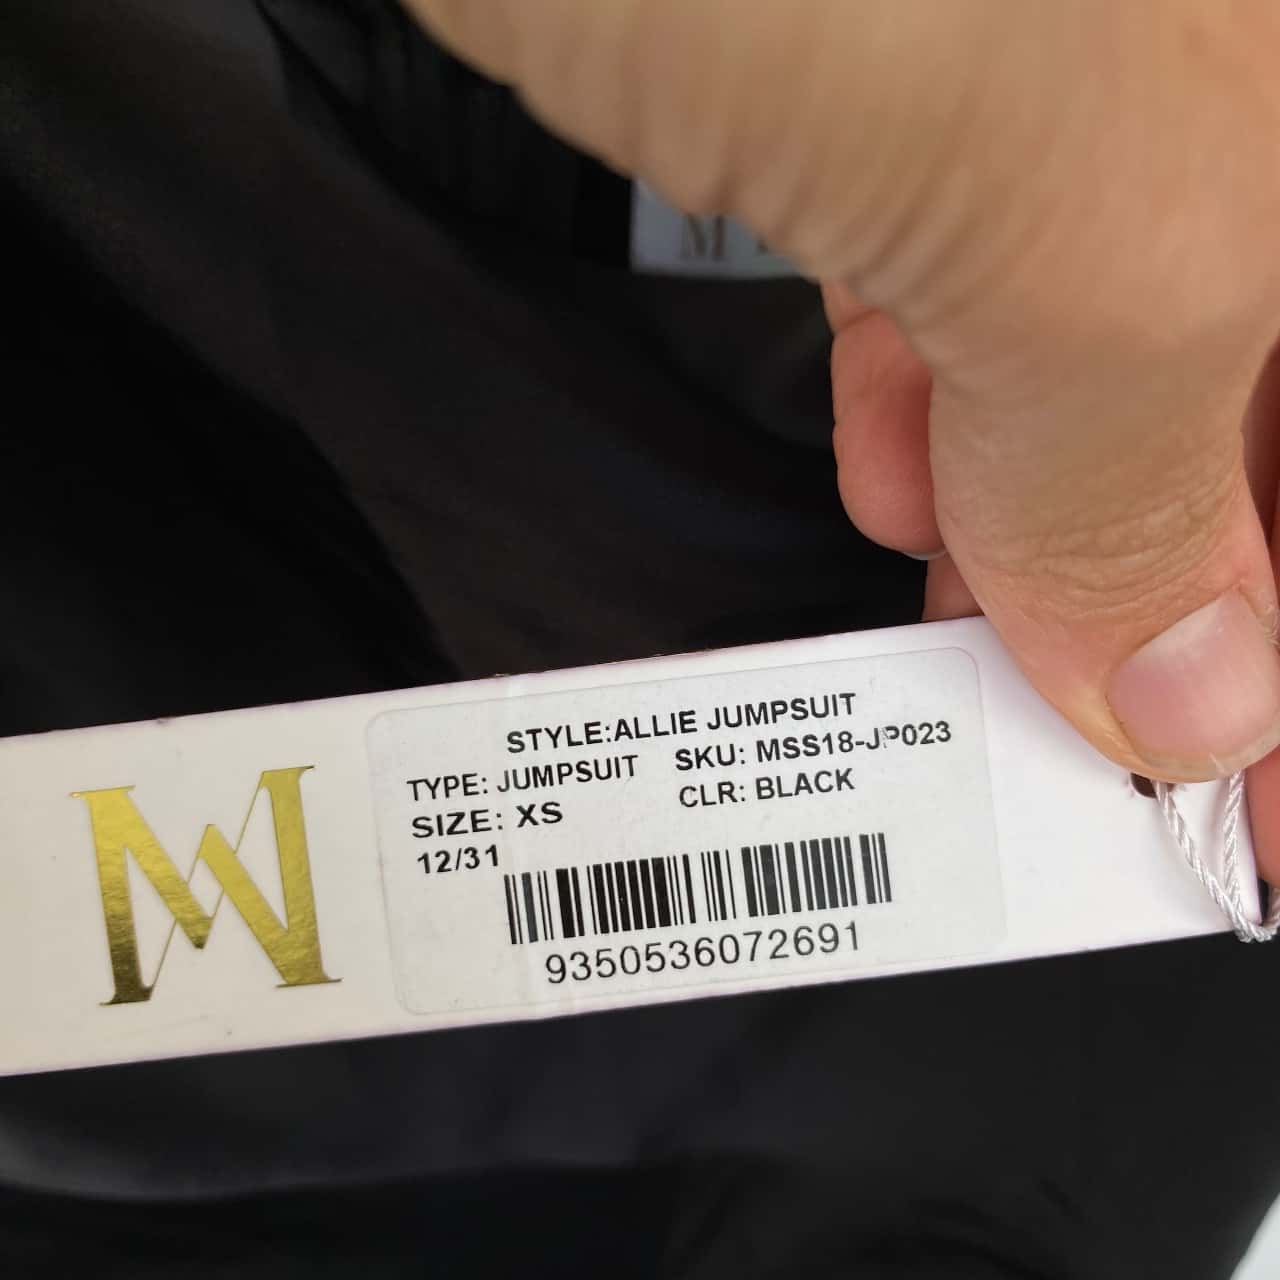 M
STYLE:ALLIE JUMPSUIT
TYPE: JUMPSUIT SKU: MSS18-JP023
SIZE: XS CLR: BLACK
12/31
9350536072691
M